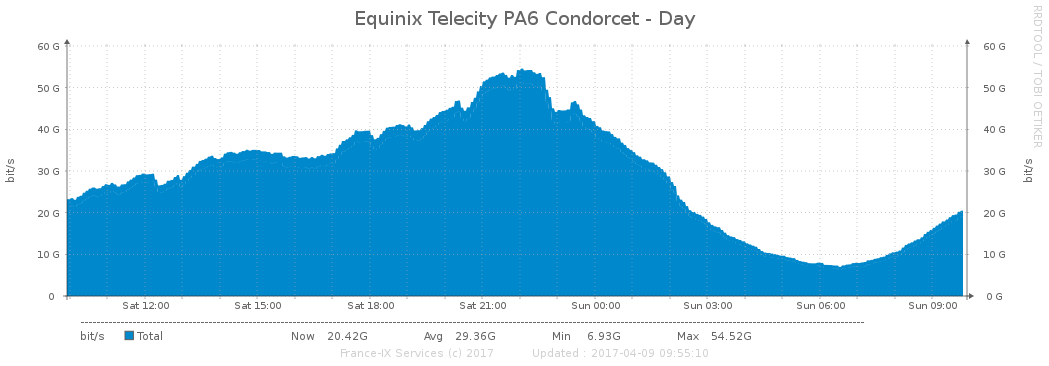 Equinix Telecity PA6 Condorcet - Day
RRDTOOL / TOBI OETIKER
60 G 60 G
50 G 50 G
40 G 40 G
30 G 30 G
20 G 20 G
10 G 10 G
0 0 G
bit/s
bit/s
Sat 12:00 Sat 15:00 Sat 18:00 Sat 21:00 Sun 00:00 Sun 03:00 Sun 06:00 Sun 09:00
bit/s Total Now 20.42G Avg 29.36G Min 6.93G Max 54.52G
France-IX Services (c) 2017 Updated : 2017-04-09 09:55:10